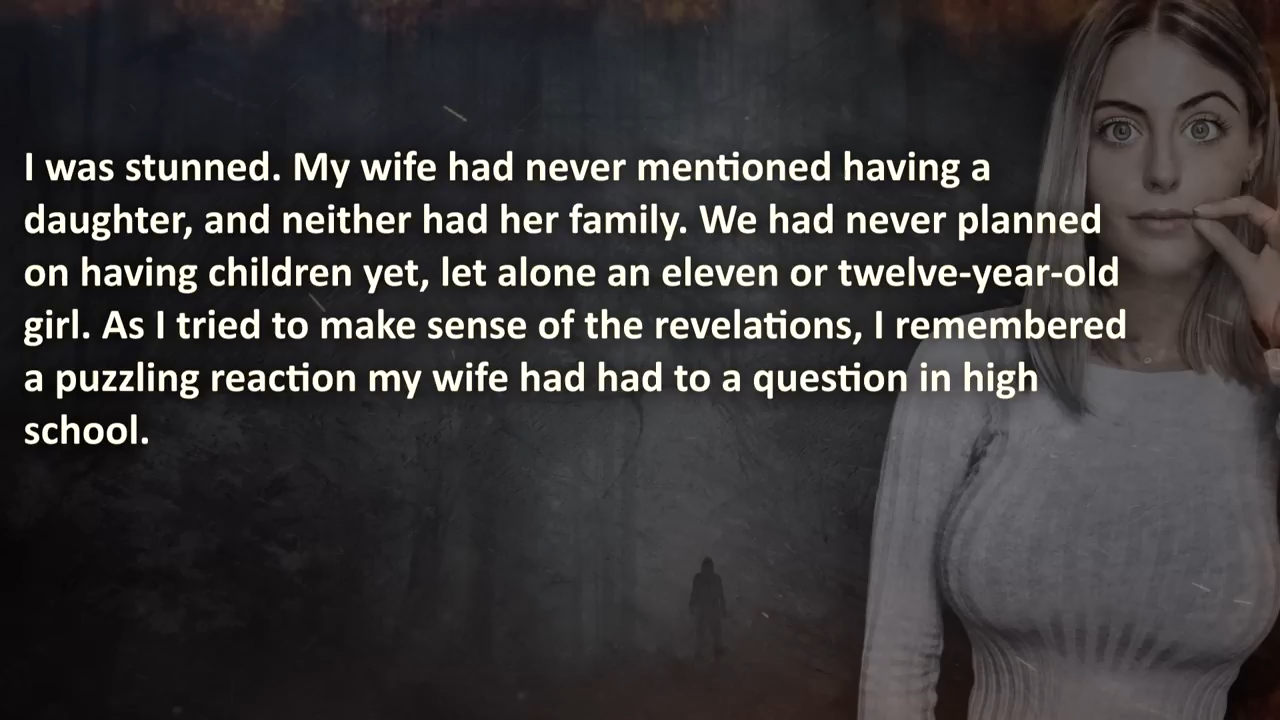 I was stunned. My wife had never mentioned having a
daughter, and neither had her family. We had never planned
on having children yet, let alone an eleven or twelve-year-old
girl. As I tried to make sense of the revelations, I remembered
a puzzling reaction my wife had had to a question in high
school.